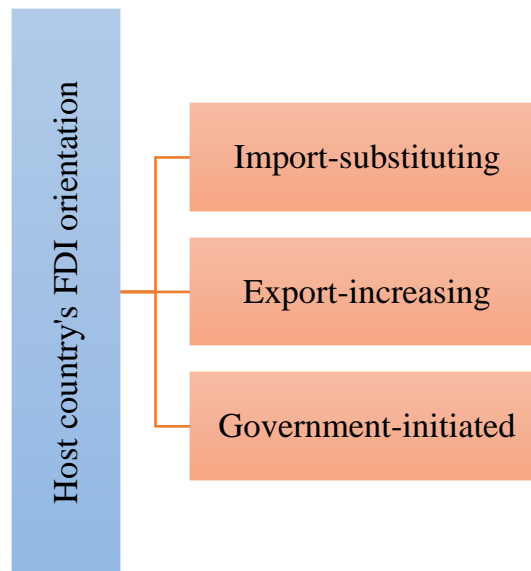 Host country's FDI orientation
Import-substituting
Export-increasing
Government-initiated